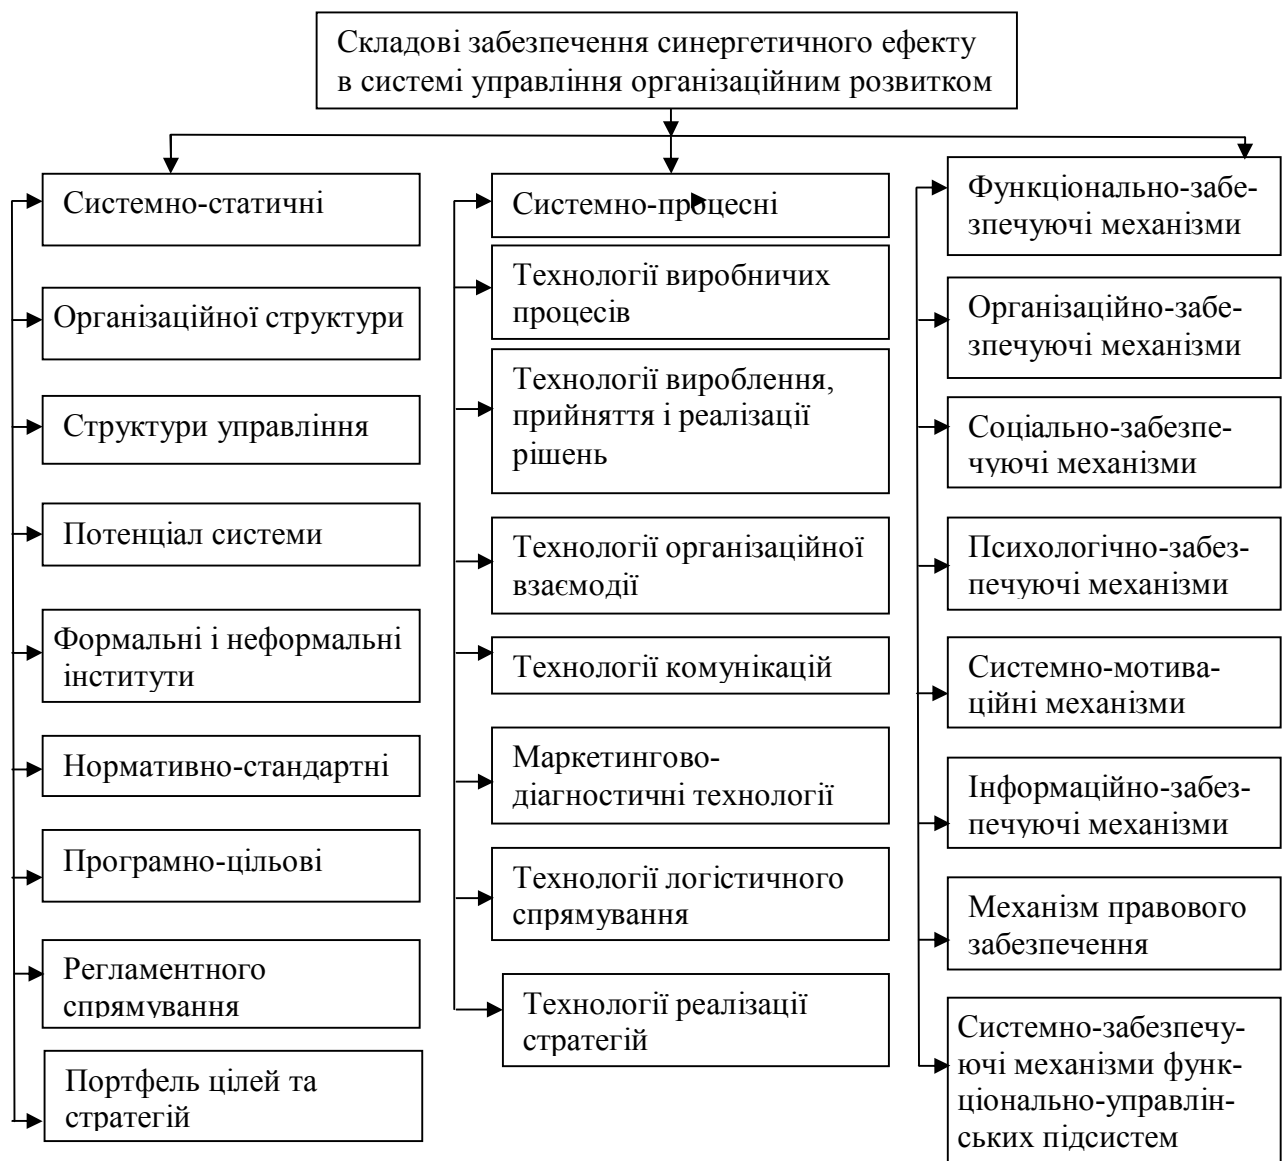 Складові забезпечення синергетичного ефекту
в системі управління організаційним розвитком
Системно-статичні
Організаційної структури
Структури управління
Потенціал системи
Формальні і неформальні
інститути
Нормативно-стандартні
Програмно-цільові
Регламентного
спрямування
Портфель цілей та
стратегій
Системно-процесні
Технології виробничих
процесів
Технології вироблення,
прийняття і реалізації
рішень
Технології організаційної
взаємодії
Технології комунікацій
Маркетингово-
діагностичні технології
Технології логістичного
спрямування
Технології реалізації
стратегій
Функціонально-забе-
зпечуючі механізми
Організаційно-забе-
зпечуючі механізми
Соціально-забезпе-
чуючі механізми
Психологічно-забез-
печуючі механізми
Системно-мотива-
ційні механізми
Інформаційно-забез-
печуючі механізми
Механізм правового
забезпечення
Системно-забезпечу-
ючі механізми функ-
ціонально-управлін-
ських підсистем